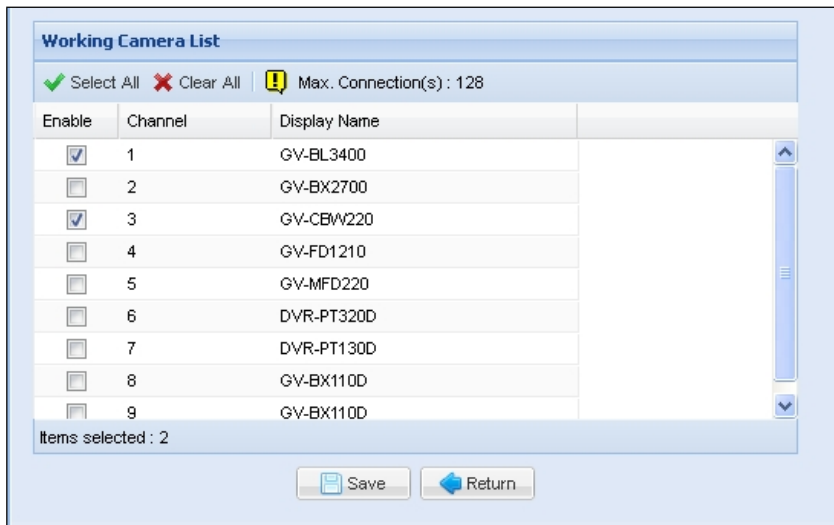 Working Camera List
Select All Clear All Max. Connection(s) : 128
Enable Channel Display Name
1 GV-BL3400
2 GV-BX2700
3 GV-CBW220
4 GV-FD1210
5 GV-MFD220
6 DVR-PT320D
7 DVR-PT130D
8 GV-BX110D
9 GV-BX110D
Items selected : 2
Save Return